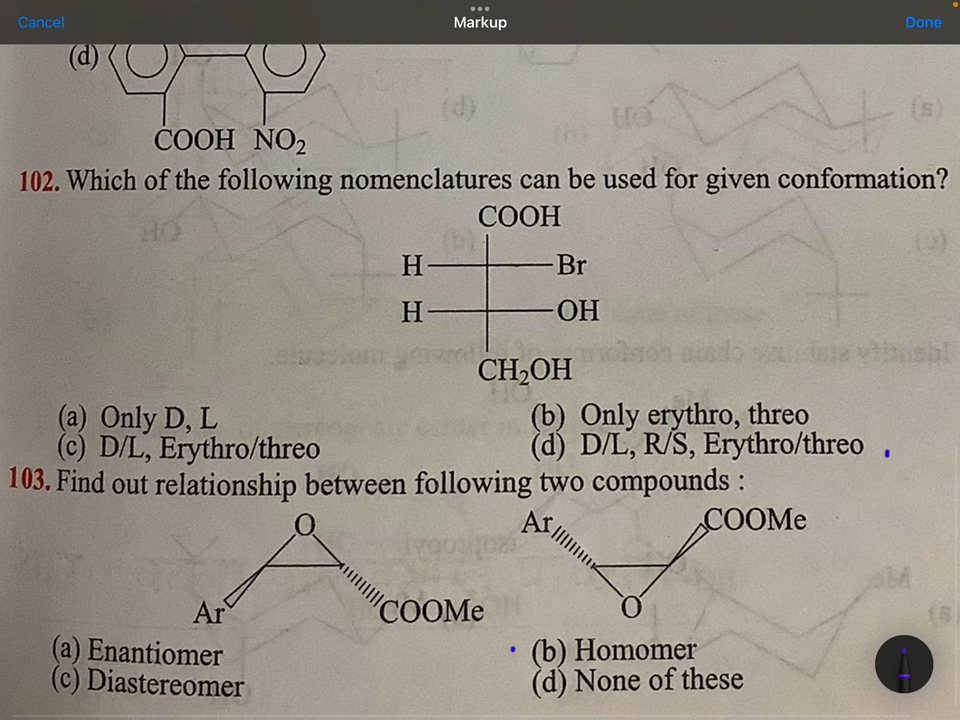 Cancel Markup Done
(d)
COOH NO2
102. Which of the following nomenclatures can be used for given conformation?
COOH
H Br
H OH
CH2OH
(a) Only D, L (b) Only erythro, threo
(c) D/L, Erythro/threo (d) D/L, R/S, Erythro/threo
103. Find out relationship between following two compounds :
O Ar COOMe
Ar COOMe O
(a) Enantiomer (b) Homomer
(c) Diastereomer (d) None of these